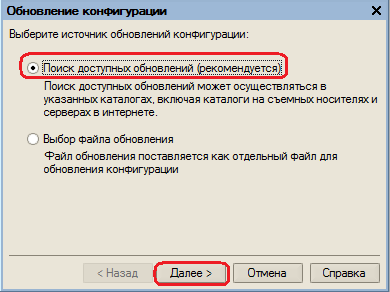 Обновление конфигурации
Выберите источник обновлений конфигурации:
Поиск доступных обновлений (рекомендуется)
Поиск доступных обновлений может осуществляться в
указанных каталогах, включая каталоги на съемных носителях и
серверах в интернете.
Выбор файла обновления
Файл обновления поставляется как отдельный файл для
обновления конфигурации
< Назад Далее > Отмена Справка